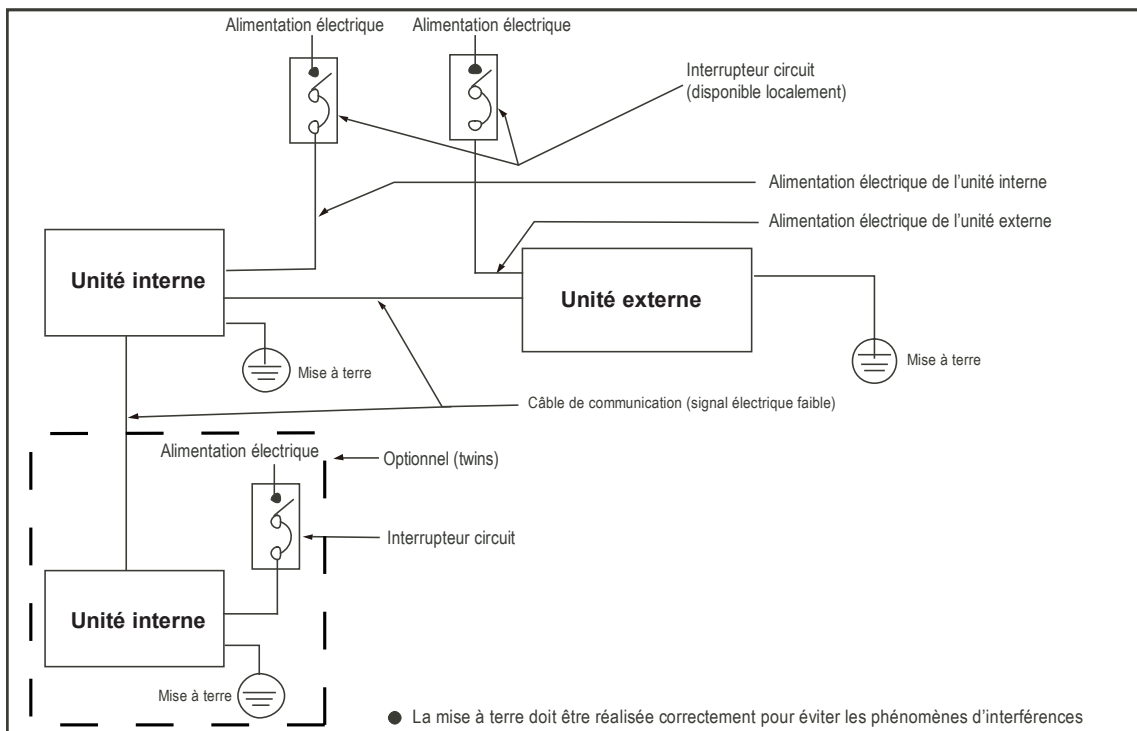 Alimentation électrique
Alimentation électrique
Interrupteur circuit
(disponible localement)
Alimentation électrique de l'unité interne
Alimentation électrique de l'unité externe
Unité interne
Unité externe
Mise à terre
Mise à terre
Câble de communication (signal électrique faible)
Alimentation électrique
Optionnel (twins)
Interrupteur circuit
Unité interne
Mise à terre
● La mise à terre doit être réalisée correctement pour éviter les phénomènes d'interférences